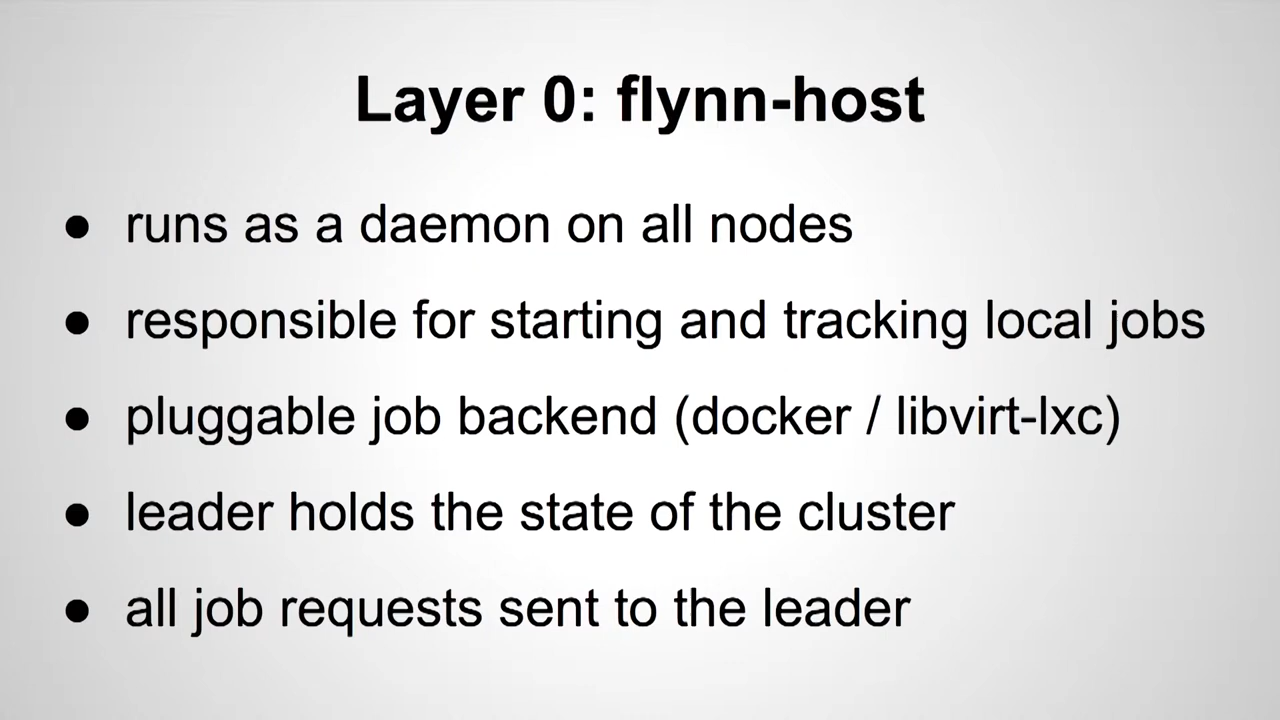 Layer 0: flynn-host
● runs as a daemon on all nodes
● responsible for starting and tracking local jobs
● pluggable job backend (docker / libvirt-lxc)
● leader holds the state of the cluster
● all job requests sent to the leader